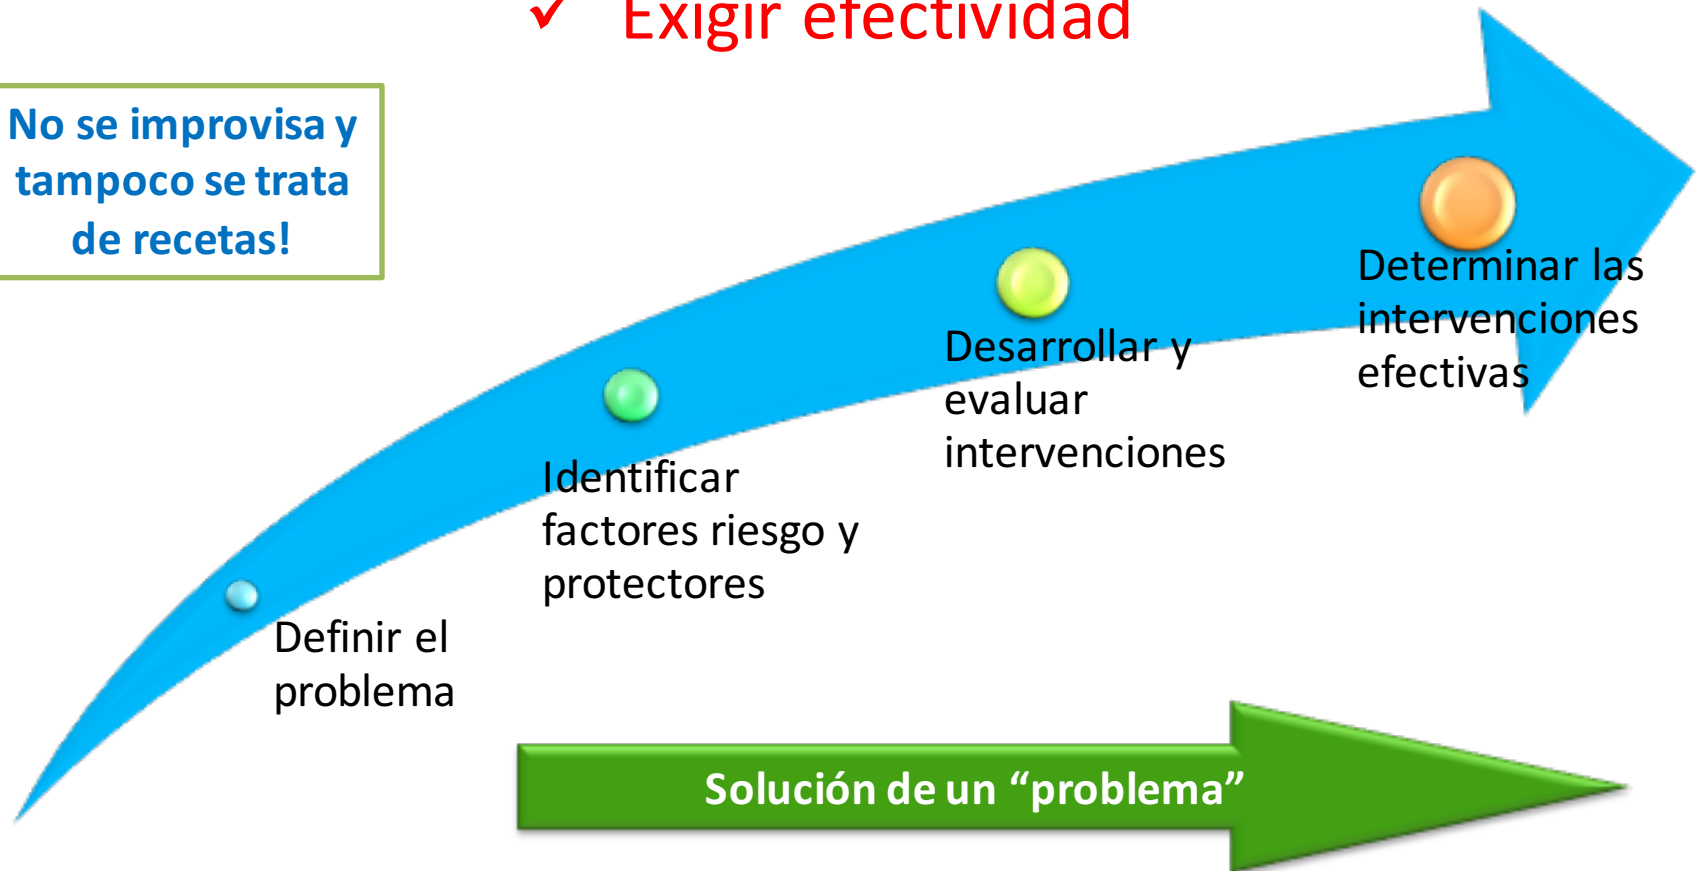 ✓ Exigir efectividad
No se improvisa y
tampoco se trata
de recetas!
Determinar las
intervenciones
efectivas
Desarrollar y
evaluar
intervenciones
Identificar
factores riesgo y
protectores
Definir el
problema
Solución de un “problema”